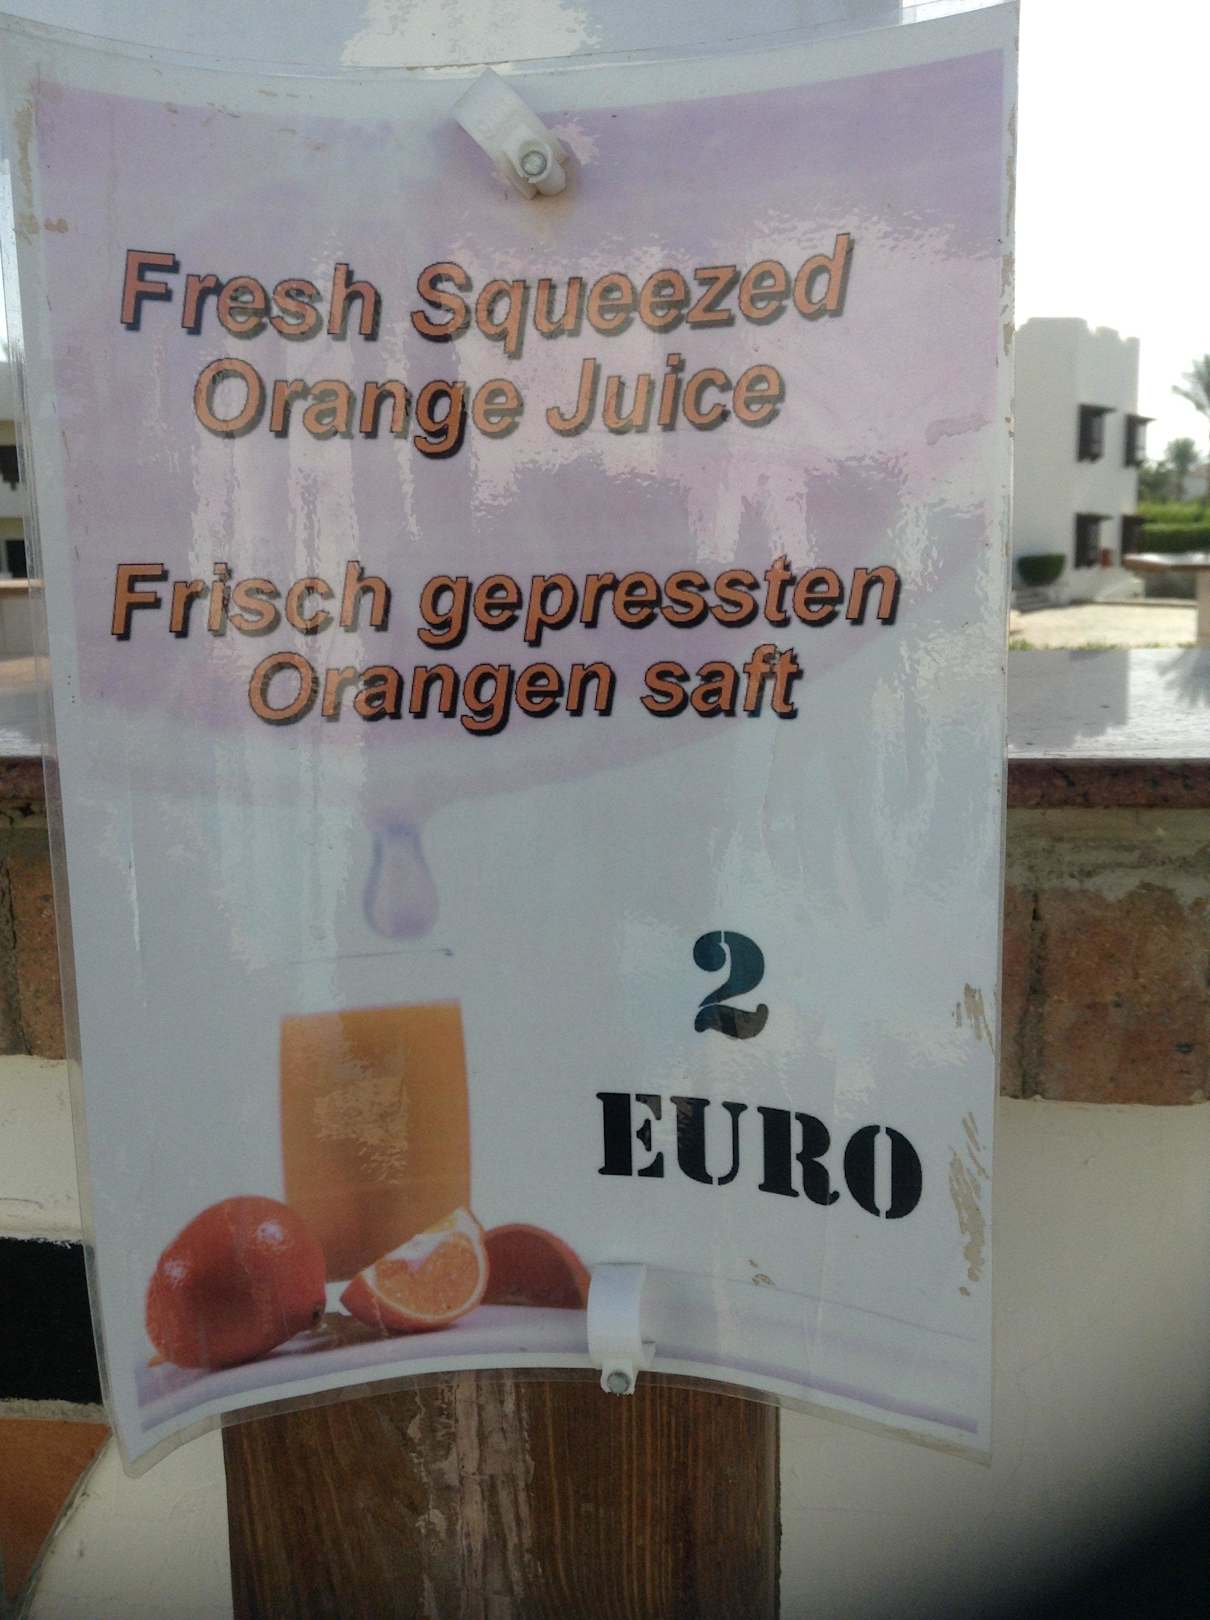 Fresh Squeezed
Orange Juice
Frisch gepressten
Orangen saft
2
EURO